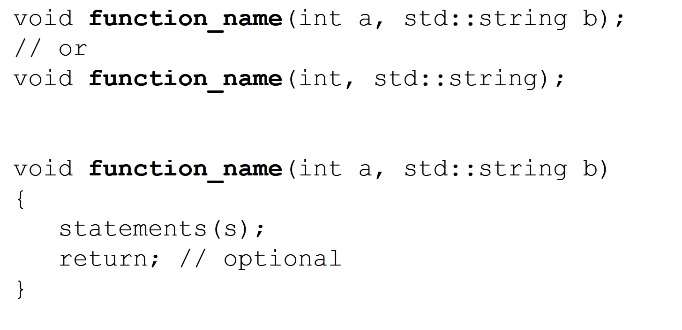 void function_name(int a, std::string b);
// or
void function_name(int, std::string);
void function_name(int a, std::string b)
{
statements(s);
return; // optional
}